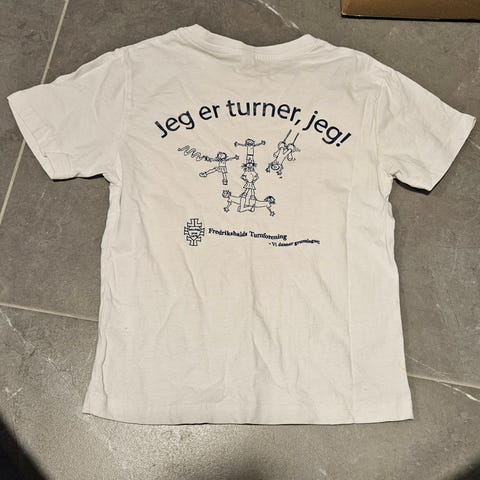 Jeg er turner, jeg!
Fredrikshalds Turnforening
- Vi danner grunnlaget